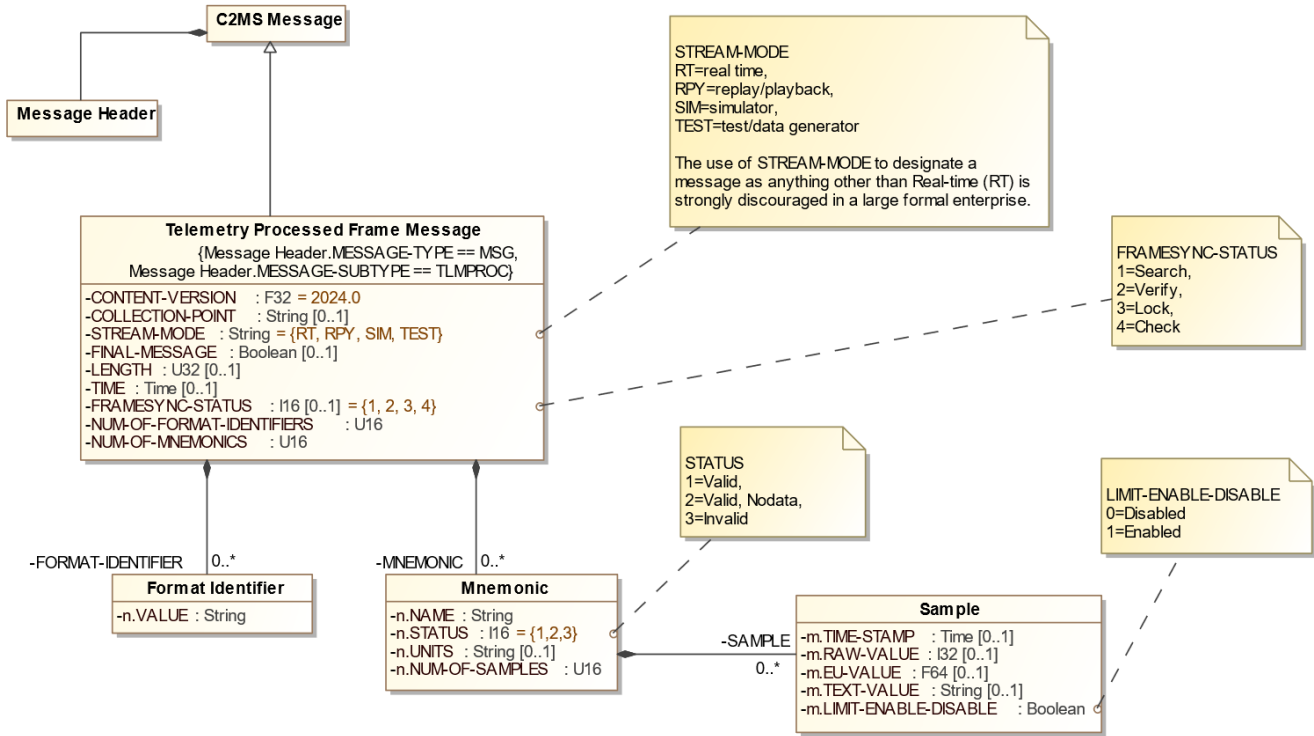 C2MS Message
Message Header
STREAM-MODE
RT=real time,
RPY=replay/playback,
SIM=simulator,
TEST=test/data generator
The use of STREAM-MODE to designate a
message as anything other than Real-time (RT) is
strongly discouraged in a large formal enterprise.
Telemetry Processed Frame Message
{Message Header.MESSAGE-TYPE == MSG,
Message Header.MESSAGE-SUBTYPE == TLMPROC}
-CONTENT-VERSION : F32 = 2024.0
-COLLECTION-POINT : String [0..1]
-STREAM-MODE : String = {RT, RPY, SIM, TEST}
-FINAL-MESSAGE : Boolean [0..1]
-LENGTH : U32 [0..1]
-TIME : Time [0..1]
-FRAMESYNC-STATUS : I16 [0..1] = {1, 2, 3, 4}
-NUM-OF-FORMAT-IDENTIFIERS : U16
-NUM-OF-MNEMONICS : U16
FRAMESYNC-STATUS
1=Search,
2=Verify,
3=Lock,
4=Check
STATUS
1=Valid,
2=Valid, Nodata,
3=Invalid
LIMIT-ENABLE-DISABLE
0=Disabled
1=Enabled
-FORMAT-IDENTIFIER 0..*
Format Identifier
-n.VALUE : String
-MNEMONIC 0..*
Mnemonic
-n.NAME : String
-n.STATUS : I16 = {1,2,3}
-n.UNITS : String [0..1]
-n.NUM-OF-SAMPLES : U16
-SAMPLE
0..*
Sample
-m.TIME-STAMP : Time [0..1]
-m.RAW-VALUE : I32 [0..1]
-m.EU-VALUE : F64 [0..1]
-m.TEXT-VALUE : String [0..1]
-m.LIMIT-ENABLE-DISABLE : Boolean